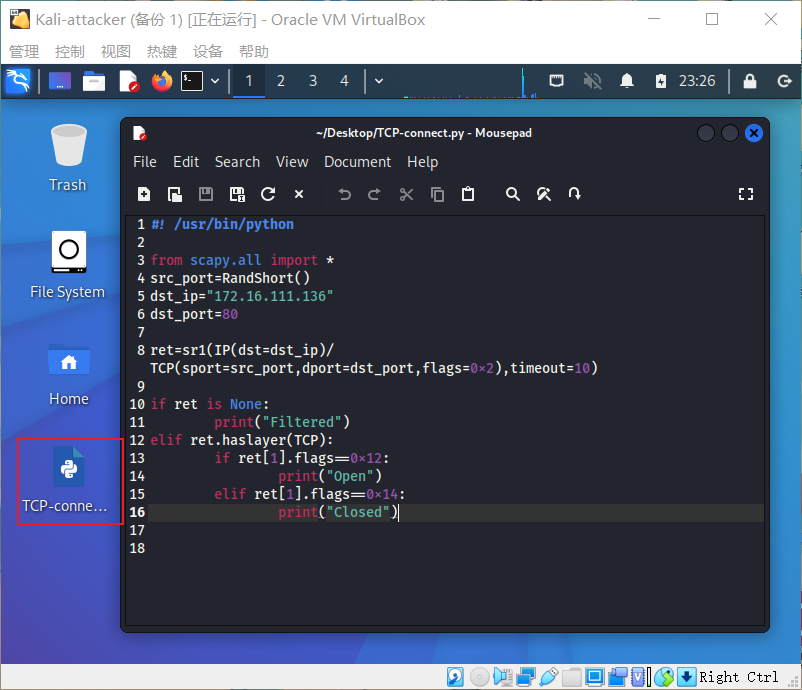 Kali-attacker (备份 1) [正在运行] - Oracle VM VirtualBox
管理 控制 视图 热键 设备 帮助
1 2 3 4 23:26
Trash
File System
Home
TCP-conne...
~/Desktop/TCP-connect.py - Mousepad
File Edit Search View Document Help
1 #! /usr/bin/python
2
3 from scapy.all import *
4 src_port=RandShort()
5 dst_ip="172.16.111.136"
6 dst_port=80
7
8 ret=sr1(IP(dst=dst_ip)/
TCP(sport=src_port,dport=dst_port,flags=0×2),timeout=10)
9
10 if ret is None:
11 print("Filtered")
12 elif ret.haslayer(TCP):
13 if ret[1].flags==0×12:
14 print("Open")
15 elif ret[1].flags==0×14:
16 print("Closed")
17
18
Right Ctrl